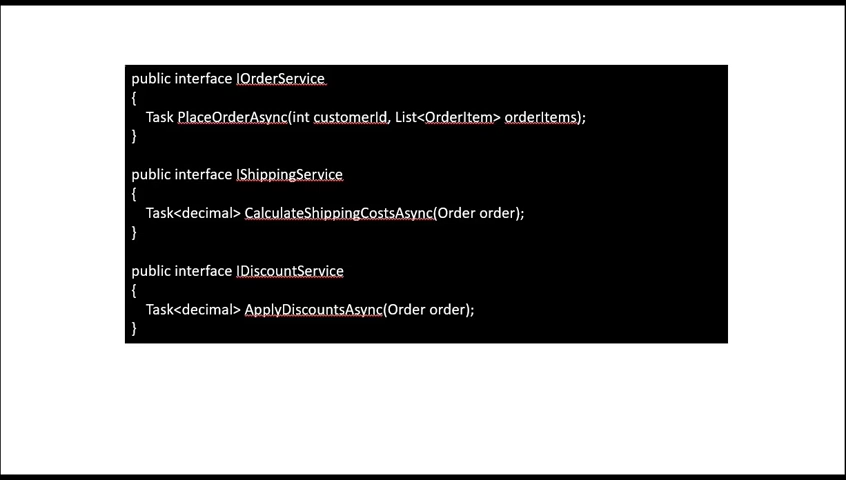 public interface IOrderService
{
Task PlaceOrderAsync(int customerId, List<OrderItem> orderItems);
}
public interface IShippingService
{
Task<decimal> CalculateShippingCostsAsync(Order order);
}
public interface IDiscountService
{
Task<decimal> ApplyDiscountsAsync(Order order);
}